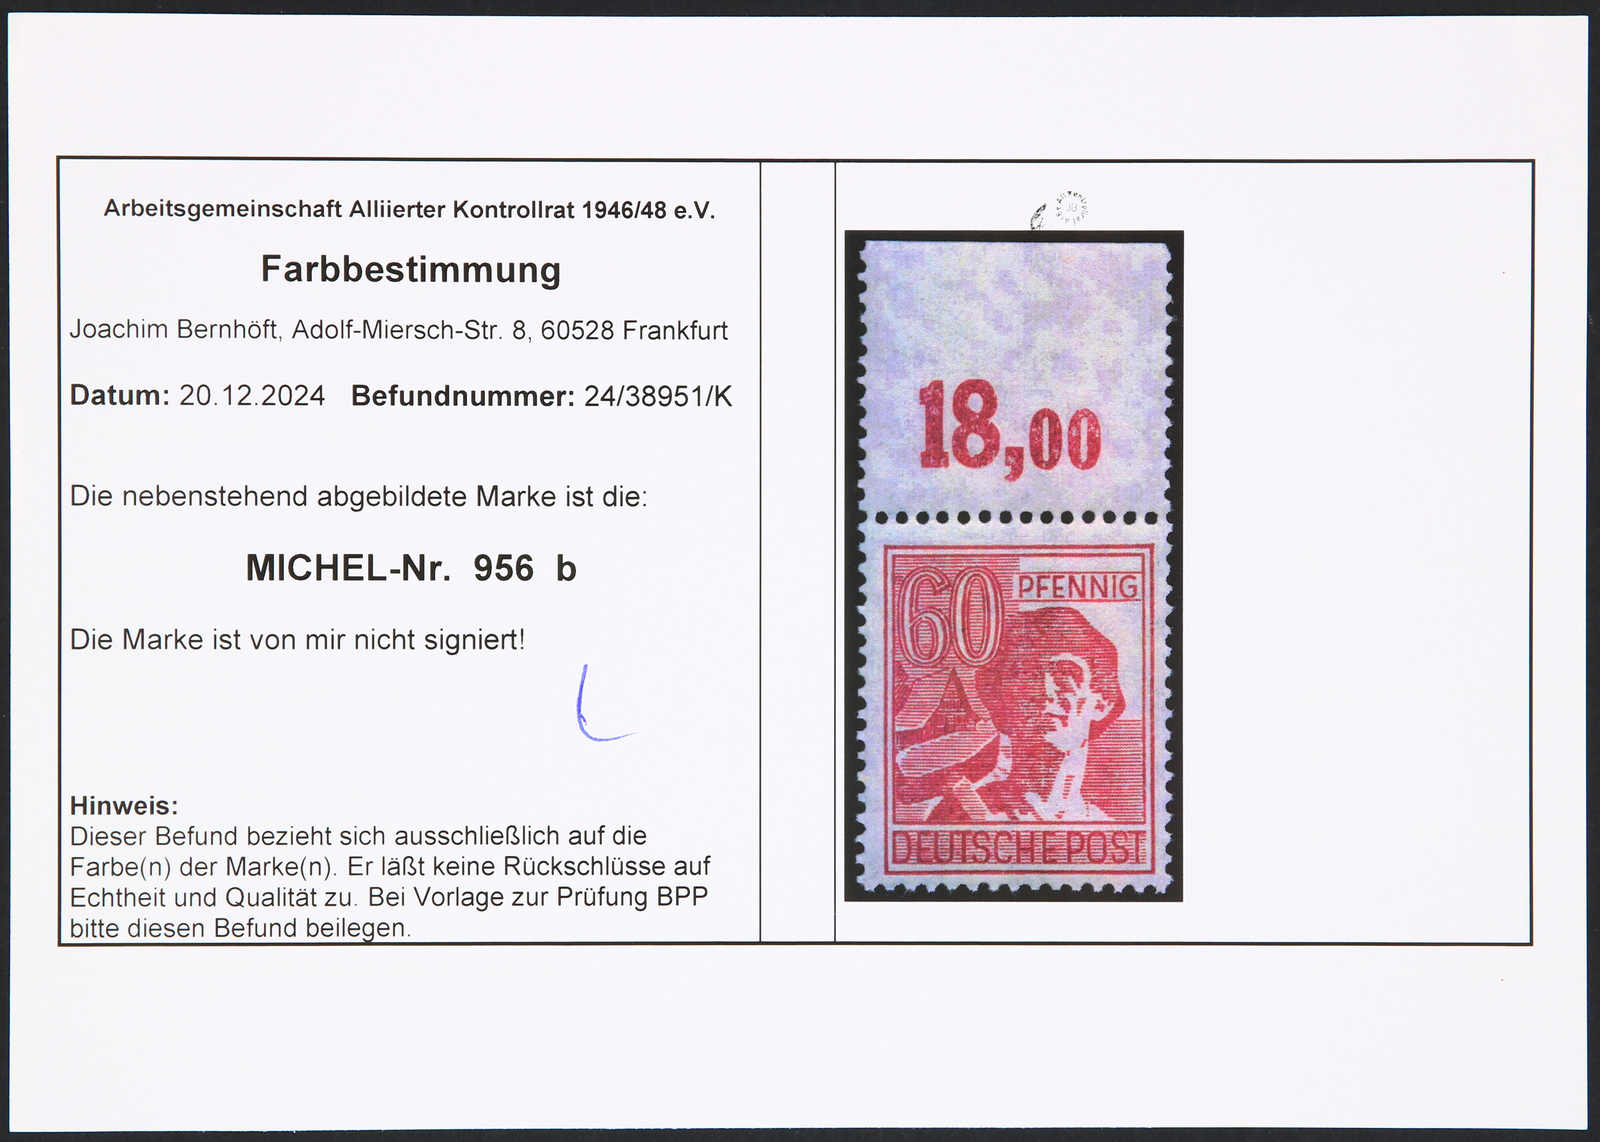 Arbeitsgemeinschaft Alliierter Kontrollrat 1946/48 e.V.
Farbbestimmung
Joachim Bernhöft, Adolf-Miersch-Str. 8, 60528 Frankfurt
Datum: 20.12.2024 Befundnummer: 24/38951/K
Die nebenstehend abgebildete Marke ist die:
MICHEL-Nr. 956 b
Die Marke ist von mir nicht signiert!
Hinweis:
Dieser Befund bezieht sich ausschließlich auf die
Farbe(n) der Marke(n). Er läßt keine Rückschlüsse auf
Echtheit und Qualität zu. Bei Vorlage zur Prüfung BPP
bitte diesen Befund beilegen.
18,00
60 PFENNIG
DEUTSCHE POST